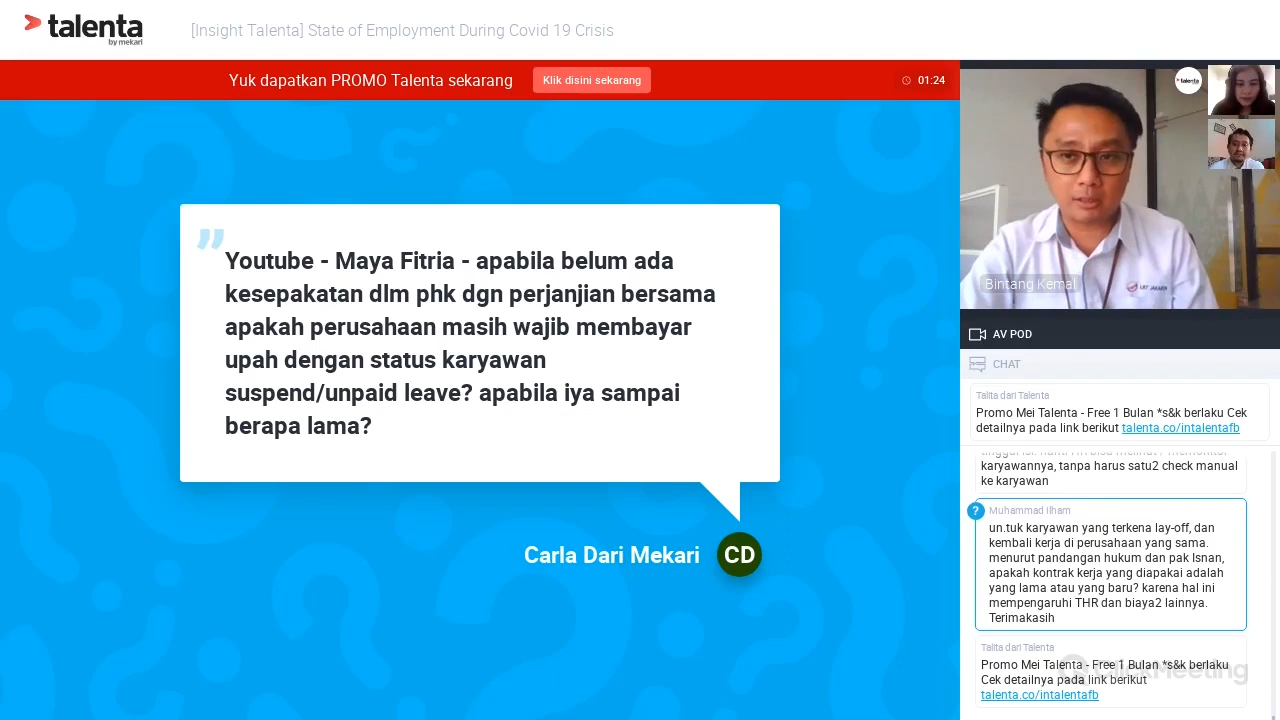 talenta
by mekari
[Insight Talenta] State of Employment During Covid 19 Crisis
Yuk dapatkan PROMO Talenta sekarang
Klik disini sekarang
01:24
Youtube - Maya Fitria - apabila belum ada
kesepakatan dlm phk dgn perjanjian bersama
apakah perusahaan masih wajib membayar
upah dengan status karyawan
suspend/unpaid leave? apabila iya sampai
berapa lama?
Carla Dari Mekari
CD
talenta
Bintang Kemal
AV POD
CHAT
Talita dari Talenta
Promo Mei Talenta - Free 1 Bulan *s&k berlaku Cek
detailnya pada link berikut talenta.co/intalentafb
karyawannya, tanpa harus satu2 check manual
ke karyawan
?
Muhammad Ilham
un.tuk karyawan yang terkena lay-off, dan
kembali kerja di perusahaan yang sama.
menurut pandangan hukum dan pak Isnan,
apakah kontrak kerja yang diapakai adalah
yang lama atau yang baru? karena hal ini
mempengaruhi THR dan biaya2 lainnya.
Terimakasih
Talita dari Talenta
Promo Mei Talenta - Free 1 Bulan *s&k berlaku
Cek detailnya pada link berikut
talenta.co/intalentafb
ClickMeeting